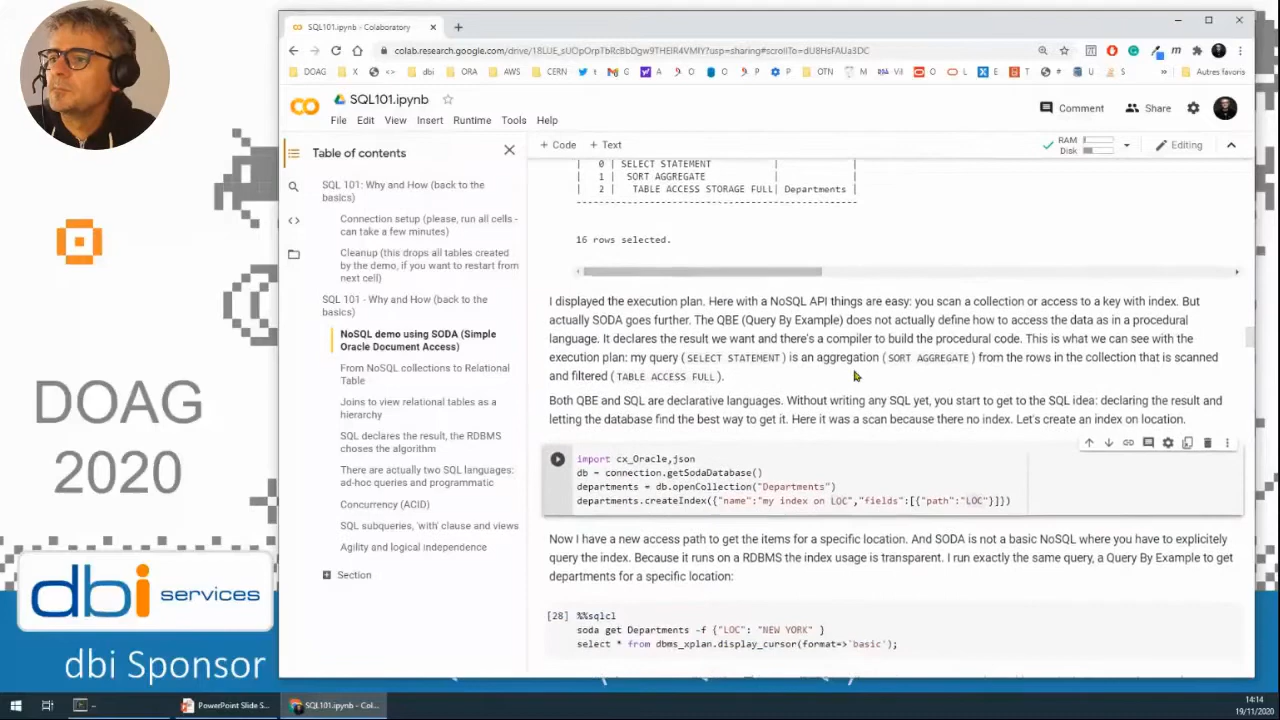 SQL101.ipynb - Colaboratory
DOAG
X
dbi
ORA
AWS
CERN
OTN
Vil
Autres favoris
SQL101.ipynb
File Edit View Insert Runtime Tools Help
Comment
Share
+ Code + Text
RAM
Disk
Editing
Table of contents
SQL 101: Why and How (back to the
basics)
Connection setup (please, run all cells -
can take a few minutes)
Cleanup (this drops all tables created
by the demo, if you want to restart from
next cell)
SQL 101 - Why and How (back to the
basics)
NoSQL demo using SODA (Simple
Oracle Document Access)
From NoSQL collections to Relational
Table
Joins to view relational tables as a
hierarchy
SQL declares the result, the RDBMS
choses the algorithm
There are actually two SQL languages:
ad-hoc queries and programmatic
Concurrency (ACID)
SQL subqueries, 'with' clause and views
Agility and logical independence
Section
| 0 | SELECT STATEMENT | |
| 1 | SORT AGGREGATE | |
| 2 | TABLE ACCESS STORAGE FULL| Departments |
--------------------------------------------------
16 rows selected.
I displayed the execution plan. Here with a NoSQL API things are easy: you scan a collection or access to a key with index. But
actually SODA goes further. The QBE (Query By Example) does not actually define how to access the data as in a procedural
language. It declares the result we want and there's a compiler to build the procedural code. This is what we can see with the
execution plan: my query (SELECT STATEMENT) is an aggregation (SORT AGGREGATE) from the rows in the collection that is scanned
and filtered (TABLE ACCESS FULL).
Both QBE and SQL are declarative languages. Without writing any SQL yet, you start to get to the SQL idea: declaring the result and
letting the database find the best way to get it. Here it was a scan because there no index. Let's create an index on location.
import cx_Oracle,json
db = connection.getSodaDatabase()
departments = db.openCollection("Departments")
departments.createIndex({"name":"my index on LOC","fields":[{"path":"LOC"}]})
Now I have a new access path to get the items for a specific location. And SODA is not a basic NoSQL where you have to explicitely
query the index. Because it runs on a RDBMS the index usage is transparent. I run exactly the same query, a Query By Example to get
departments for a specific location:
[28] %%sqlcl
soda get Departments -f {"LOC": "NEW YORK" }
select * from dbms_xplan.display_cursor(format=>'basic');
DOAG
2020
dbi services
dbi Sponsor
PowerPoint Slide S...
SQL101.ipynb - Col...
14:14
19/11/2020